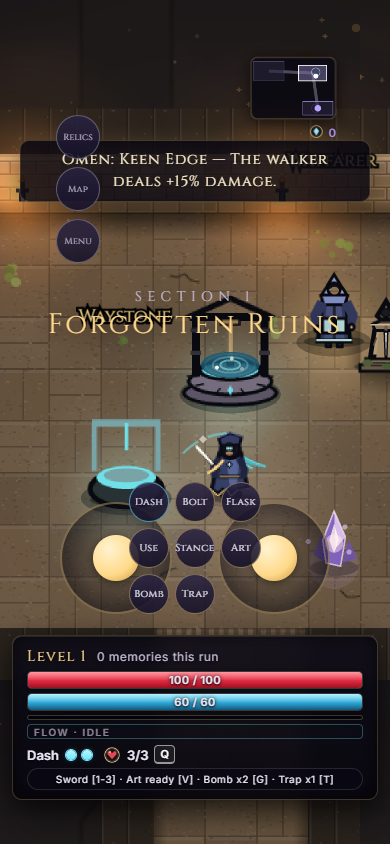 0
RELICS
OMEN: KEEN EDGE — THE WALKER
DEALS +15% DAMAGE.
MAP
MENU
SECTION 1
WAYSTONE
FORGOTTEN RUINS
DASH
BOLT
FLASK
USE
STANCE
ART
BOMB
TRAP
LEVEL 1 0 memories this run
100 / 100
60 / 60
FLOW · IDLE
Dash 3/3 Q
Sword [1-3] · Art ready [V] · Bomb x2 [G] · Trap x1 [T]